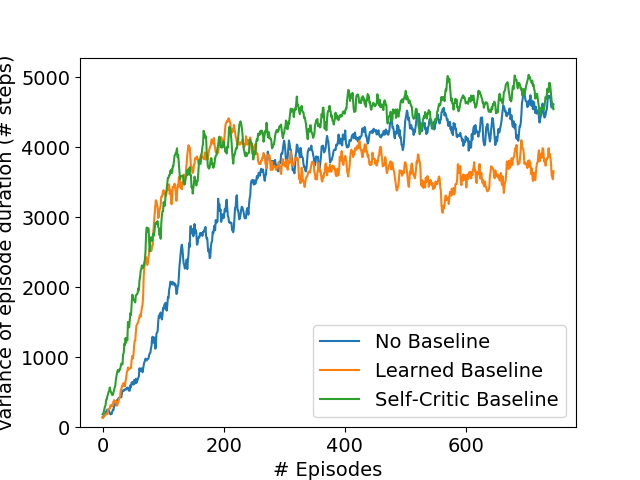 Variance of episode duration (# steps)
5000
4000
3000
2000
1000
0
0 200 400 600
# Episodes
No Baseline
Learned Baseline
Self-Critic Baseline